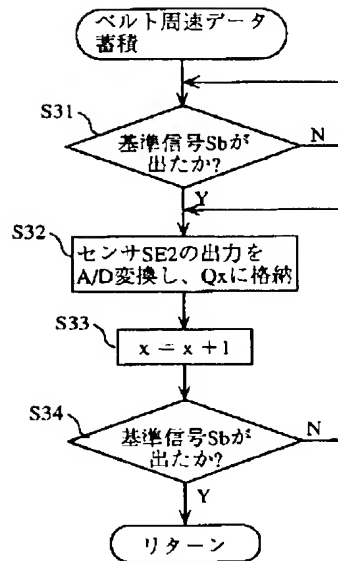 ベルト周速データ
蓄積
S31
基準信号Sbが
出たか?
N
Y
S32
センサSE2の出力を
A/D変換し、Qxに格納
S33
x = x + 1
S34
基準信号Sbが
出たか?
N
Y
リターン